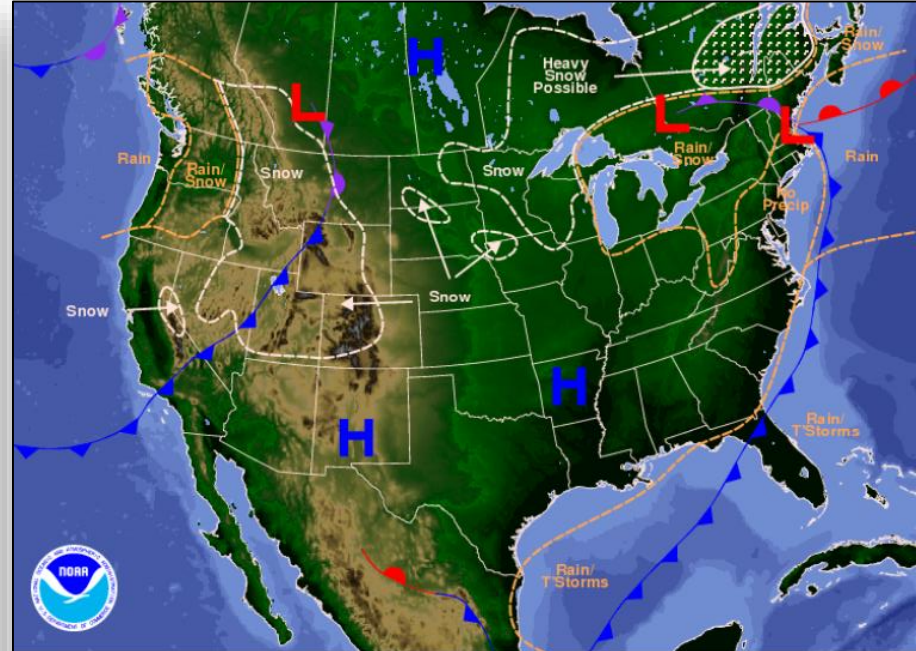 H
Rain/
Snow
Heavy
Snow
Possible
L
L
L
Rain
Rain/
Snow
Snow
Snow
Rain/
Snow
Rain
No
Precip
Snow
Snow
H
H
Rain/
T'Storms
Rain/
T'Storms
NOAA